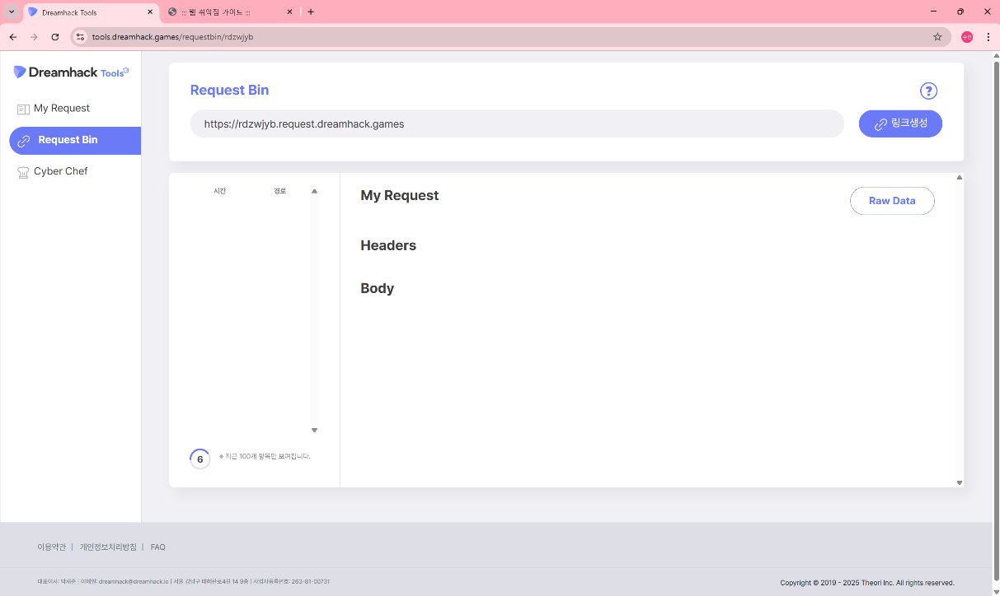 Dreamhack Tools
::: 웹 취약점 가이드 :::
tools.dreamhack.games/requestbin/rdzwjyb
수빈
Dreamhack Tools
My Request
Request Bin
Cyber Chef
Request Bin
?
https://rdzwjyb.request.dreamhack.games
링크생성
시간 경로
My Request
Raw Data
Headers
Body
6
※ 최근 100개 항목만 보여집니다.
이용약관 | 개인정보처리방침 | FAQ
대표이사: 박세준 | 이메일: dreamhack@dreamhack.io | 서울 강남구 테헤란로4길 14 9층 | 사업자등록번호: 263-81-00731
Copyright © 2019 - 2025 Theori Inc. All rights reserved.